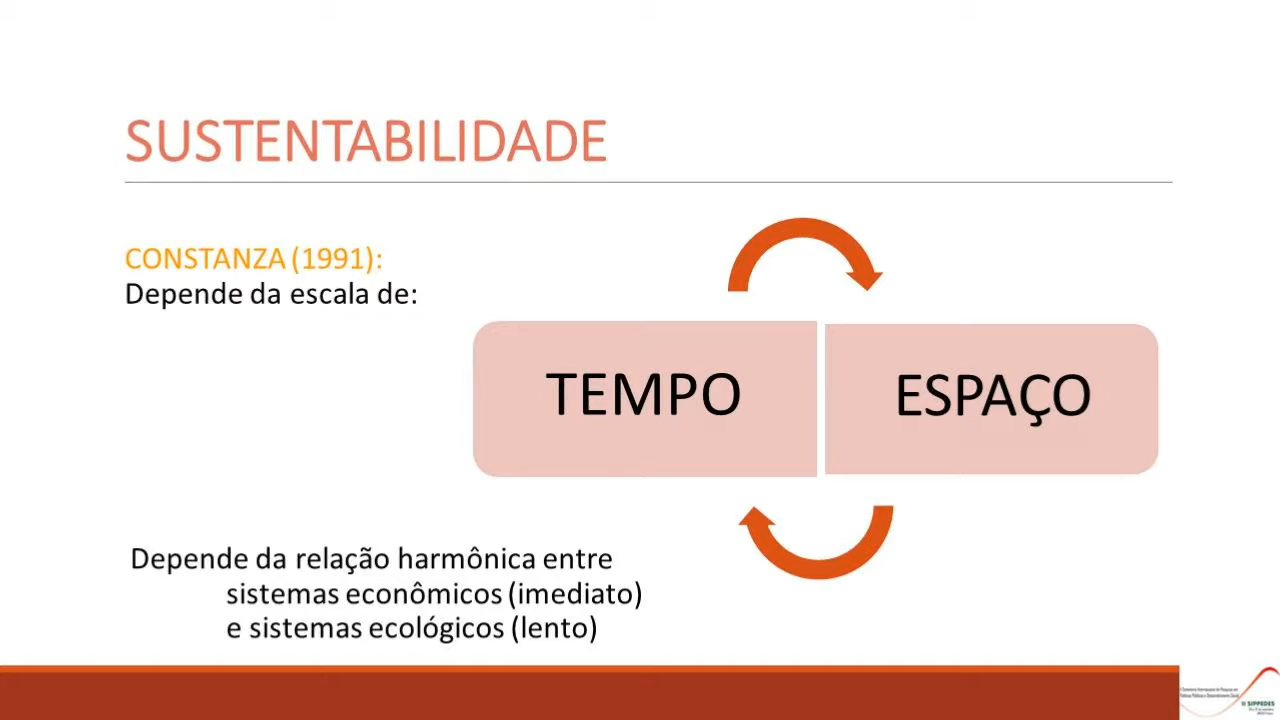 SUSTENTABILIDADE
CONSTANZA (1991):
Depende da escala de:
TEMPO
ESPAÇO
Depende da relação harmônica entre
sistemas econômicos (imediato)
e sistemas ecológicos (lento)
SIPPEDES